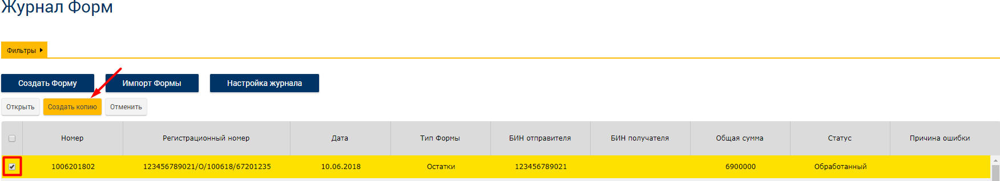 Журнал Форм
Фильтры
Создать Форму Импорт Формы Настройка журнала
Открыть Создать копию Отменить
Номер Регистрационный номер Дата Тип Формы БИН отправителя БИН получателя Общая сумма Статус Причина ошибки
1006201802 123456789021/О/100618/67201235 10.06.2018 Остатки 123456789021 6900000 Обработанный